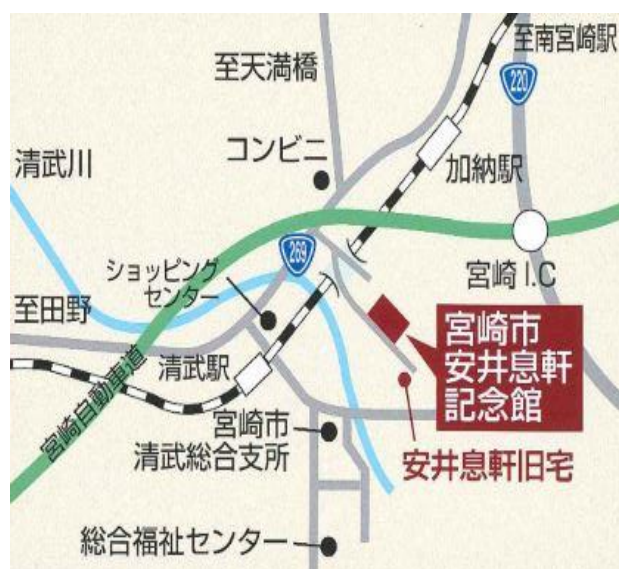 至南宮崎駅
至天満橋
220
コンビニ
清武川
加納駅
269
宮崎I.C
ショッピング
センター
至田野
宮崎市
安井息軒
記念館
清武駅
宮崎自動車道
宮崎市
清武総合支所
安井息軒旧宅
総合福祉センター